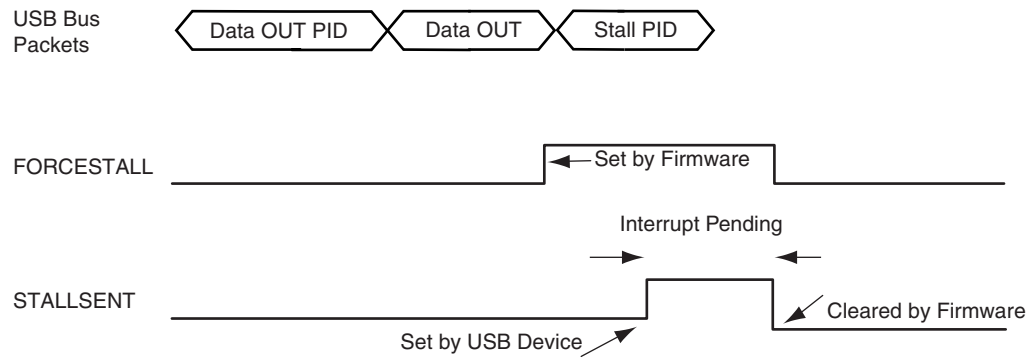 USB Bus
Packets
Data OUT PID
Data OUT
Stall PID
FORCESTALL
Set by Firmware
Interrupt Pending
STALLSENT
Cleared by Firmware
Set by USB Device